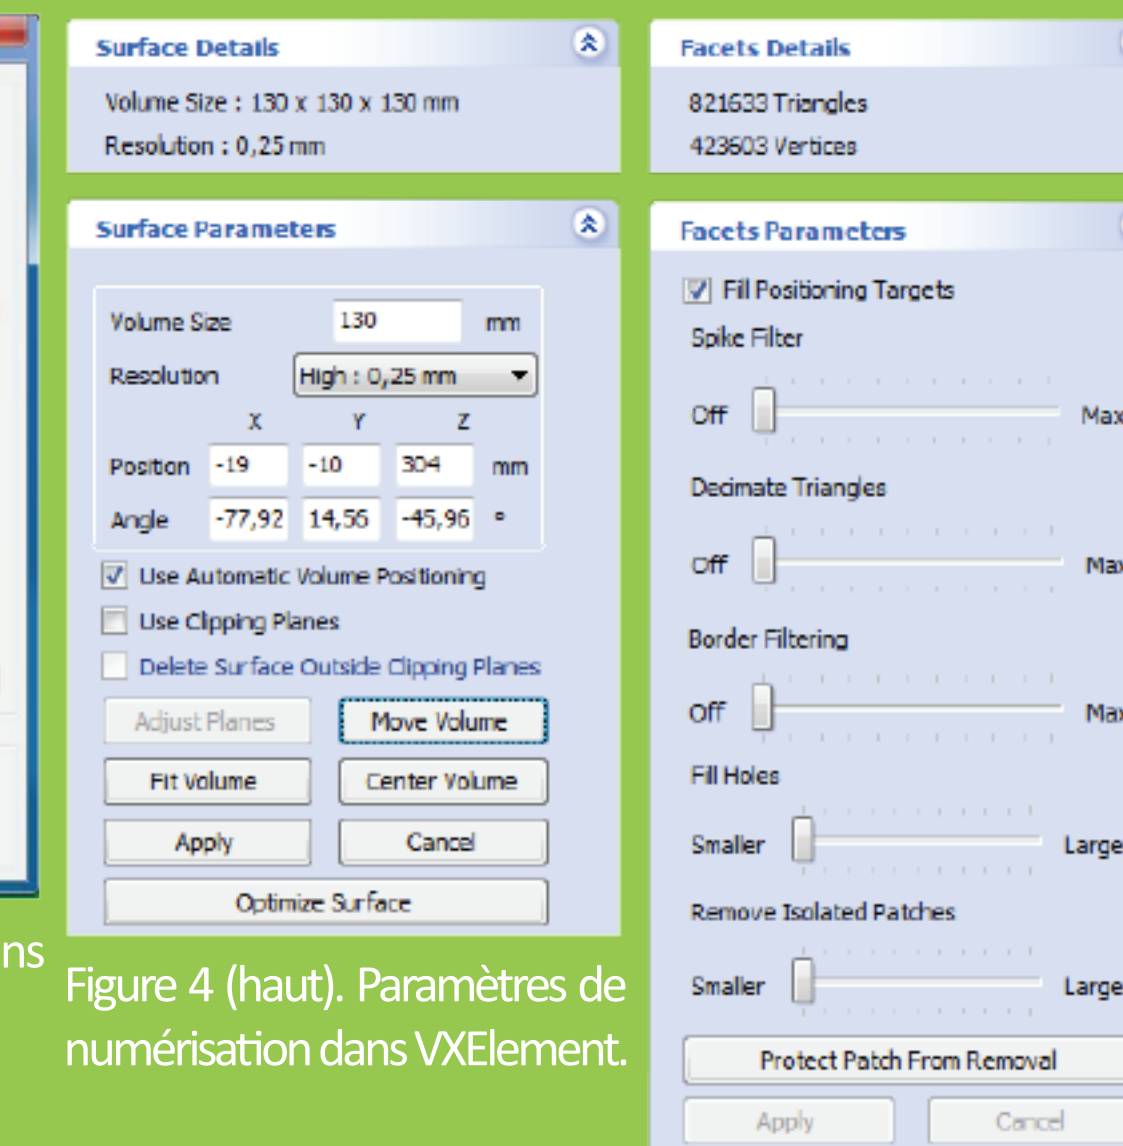 Surface Details
Volume Size : 130 x 130 x 130 mm
Resolution : 0,25 mm
Surface Parameters
Volume Size 130 mm
Resolution High : 0,25 mm
X Y Z
Position -19 -10 304 mm
Angle -77,92 14,56 -45,96 °
Use Automatic Volume Positioning
Use Clipping Planes
Delete Surface Outside Clipping Planes
Adjust Planes Move Volume
Fit Volume Center Volume
Apply Cancel
Optimize Surface
ns
Figure 4 (haut). Paramètres de
numérisation dans VXElement.
Facets Details
821633 Triangles
423603 Vertices
Facets Parameters
Fill Positioning Targets
Spike Filter
Off Max
Decimate Triangles
Off Max
Border Filtering
Off Max
Fill Holes
Smaller Large
Remove Isolated Patches
Smaller Large
Protect Patch From Removal
Apply Cancel